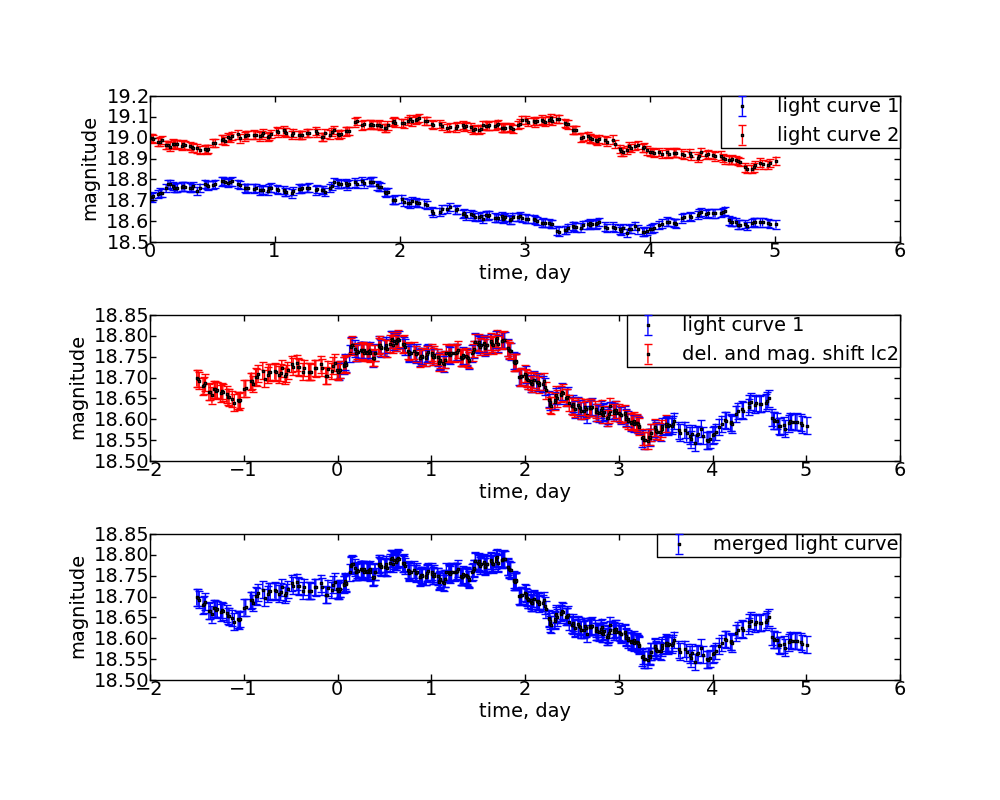 19.2
19.1
19.0
18.9
18.8
18.7
18.6
18.5
magnitude
light curve 1
light curve 2
0 1 2 3 4 5 6
time, day
18.85
18.80
18.75
18.70
18.65
18.60
18.55
18.50
magnitude
light curve 1
del. and mag. shift lc2
−2 −1 0 1 2 3 4 5 6
time, day
18.85
18.80
18.75
18.70
18.65
18.60
18.55
18.50
magnitude
merged light curve
−2 −1 0 1 2 3 4 5 6
time, day